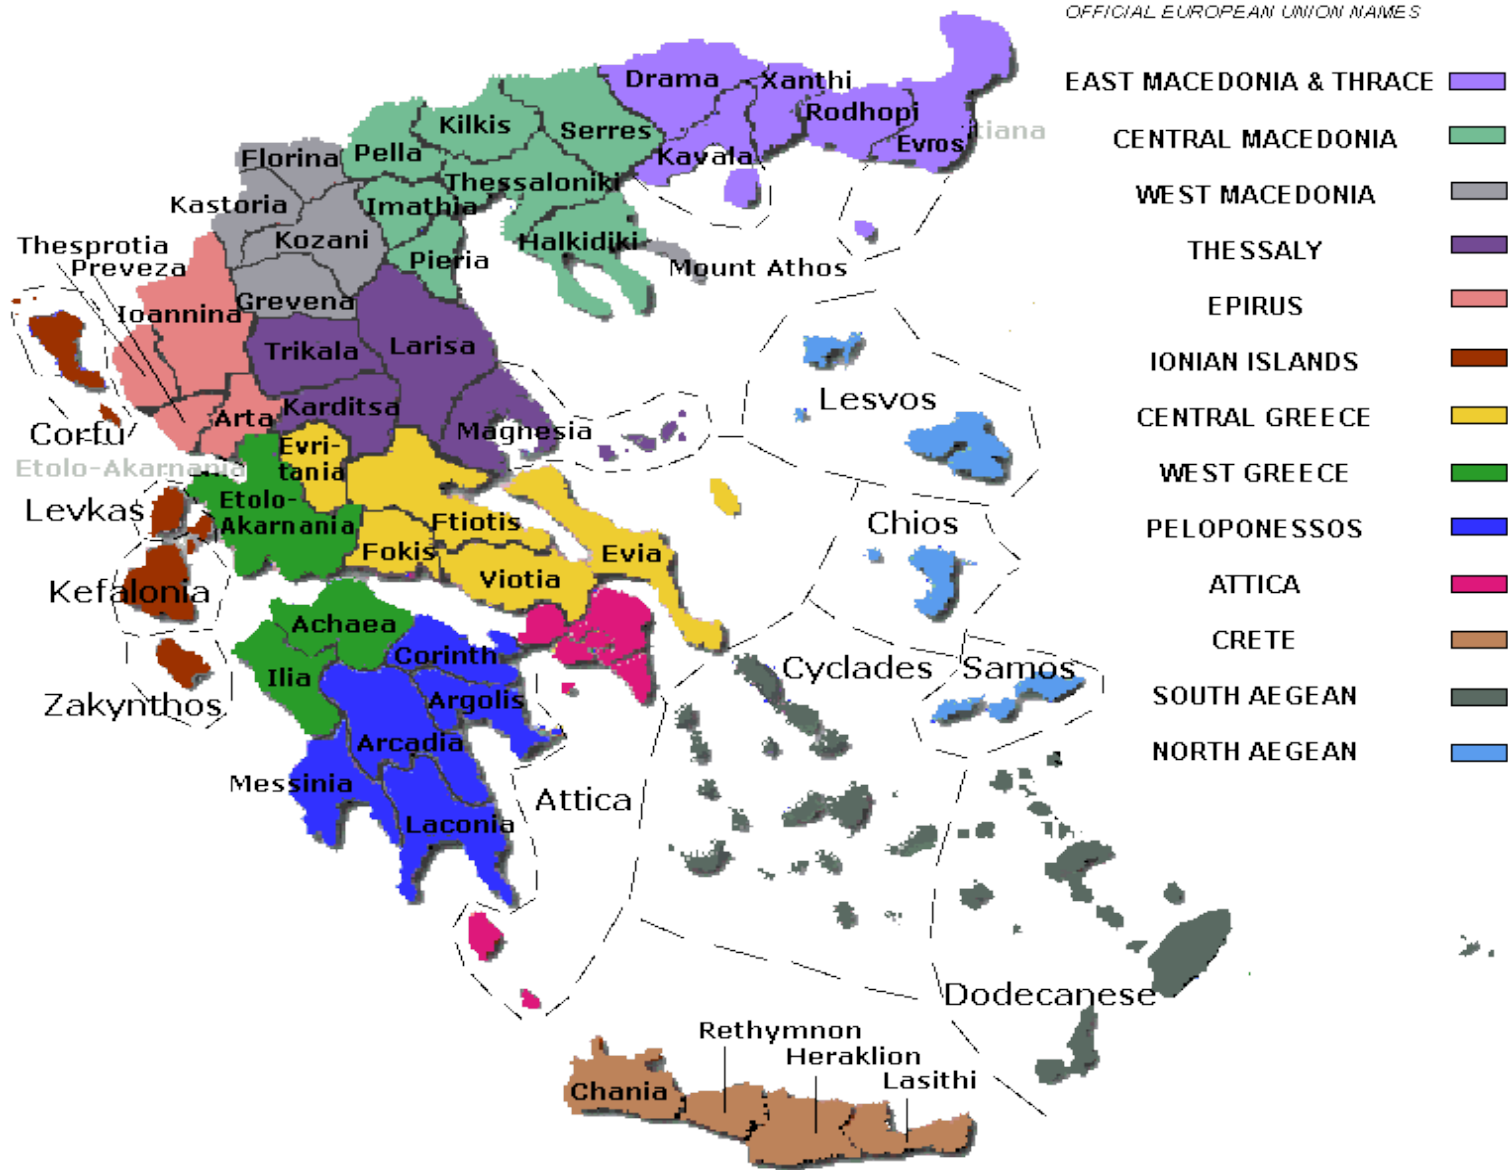 OFFICIAL EUROPEAN UNION NAMES
EAST MACEDONIA & THRACE
CENTRAL MACEDONIA
WEST MACEDONIA
THESSALY
EPIRUS
IONIAN ISLANDS
CENTRAL GREECE
WEST GREECE
PELOPONESSOS
ATTICA
CRETE
SOUTH AEGEAN
NORTH AEGEAN
Drama
Xanthi
Rodhopi
Evros
tiana
Kavala
Kilkis
Serres
Pella
Thessaloniki
Imathia
Halkidiki
Pieria
Mount Athos
Florina
Kastoria
Kozani
Grevena
Thesprotia
Preveza
Ioannina
Arta
Trikala
Larisa
Karditsa
Magnesia
Corfu
Etolo-Akarnania
Levkas
Kefalonia
Zakynthos
Evri-
tania
Etolo-
Akarnania
Ftiotis
Fokis
Viotia
Evia
Achaea
Ilia
Corinth
Argolis
Arcadia
Messinia
Laconia
Attica
Lesvos
Chios
Samos
Cyclades
Dodecanese
Rethymnon
Heraklion
Lasithi
Chania